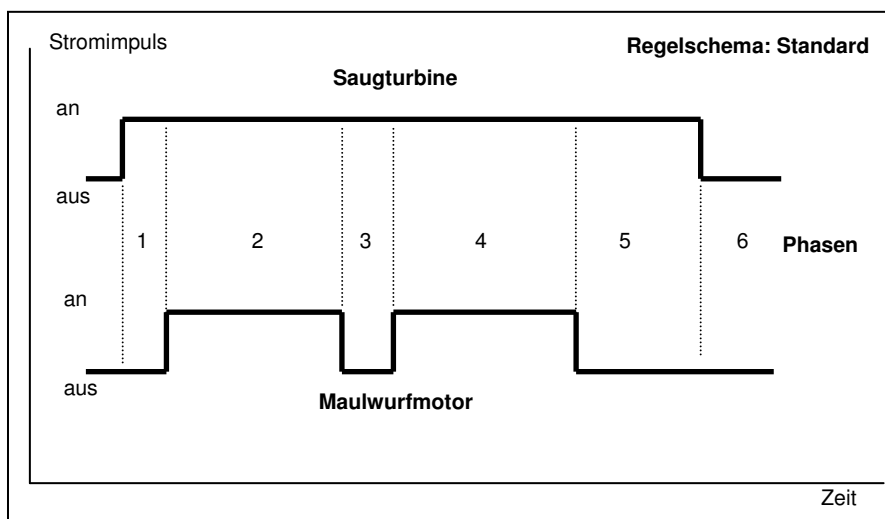 Stromimpuls
Regelschema: Standard
Saugturbine
an
aus
1 2 3 4 5 6 Phasen
an
aus
Maulwurfmotor
Zeit